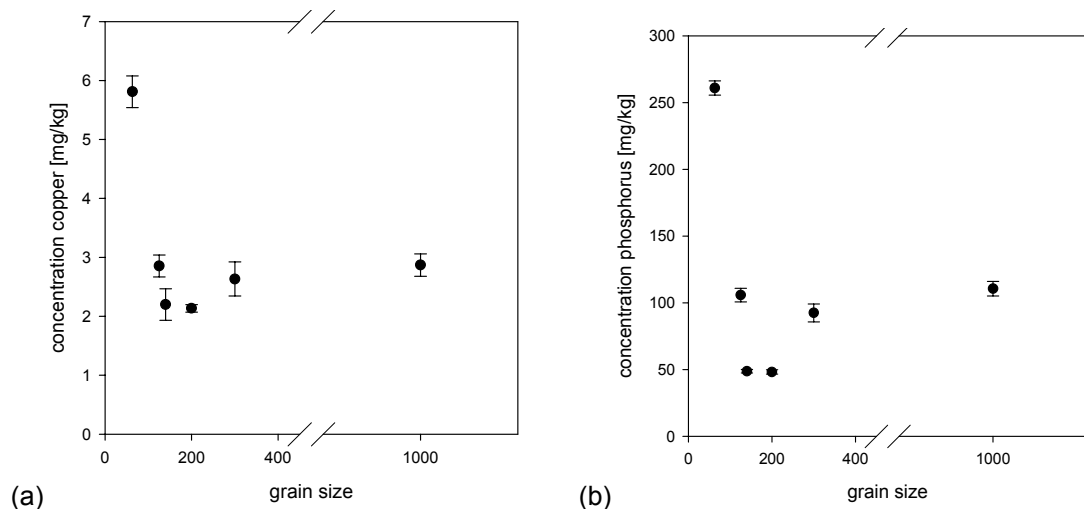 7
6
5
4
3
2
1
0
concentration copper [mg/kg]
0 200 400 1000
grain size
(a)
300
250
200
150
100
50
0
concentration phosphorus [mg/kg]
0 200 400 1000
grain size
(b)